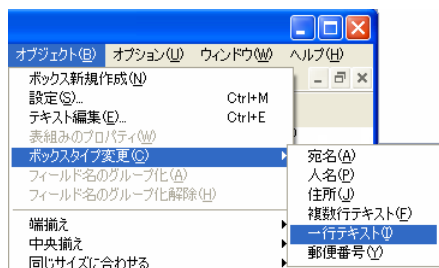 オブジェクト(B) オプション(U) ウィンドウ(W) ヘルプ(H)
ボックス新規作成(N)
設定(S)... Ctrl+M
テキスト編集(E)... Ctrl+E
表組みのプロパティ(W)
ボックスタイプ変更(C)
フィールド名のグループ化(A)
フィールド名のグループ化解除(H)
端揃え
中央揃え
同じサイズに合わせる
宛名(A)
人名(P)
住所(J)
複数行テキスト(F)
一行テキスト(I)
郵便番号(Y)